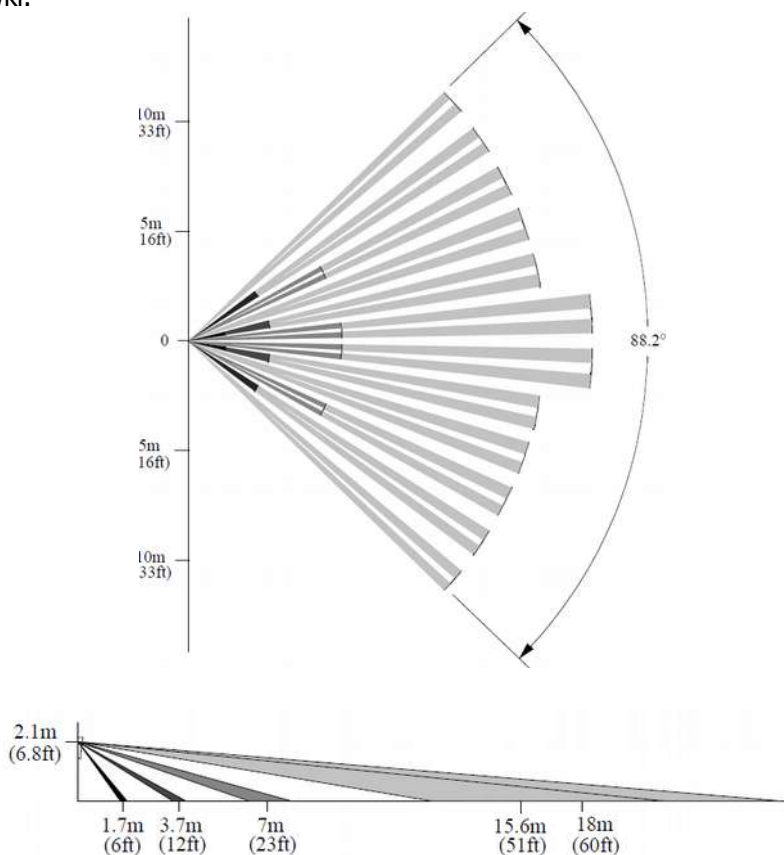 10m
33ft)
5m
16ft)
0
88.2°
5m
16ft)
10m
33ft)
2.1m
(6.8ft)
1.7m
(6ft)
3.7m
(12ft)
7m
(23ft)
15.6m
(51ft)
18m
(60ft)